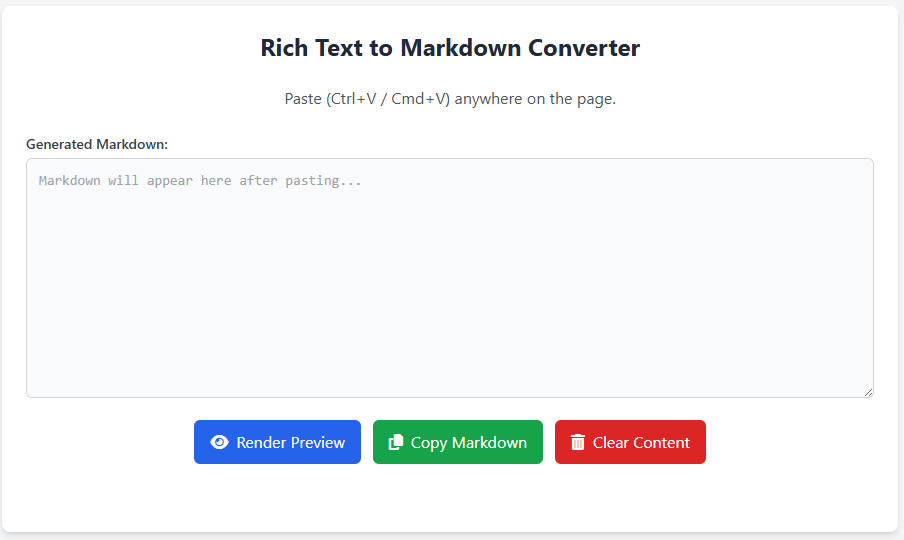 Rich Text to Markdown Converter
Paste (Ctrl+V / Cmd+V) anywhere on the page.
Generated Markdown:
Markdown will appear here after pasting...
Render Preview
Copy Markdown
Clear Content